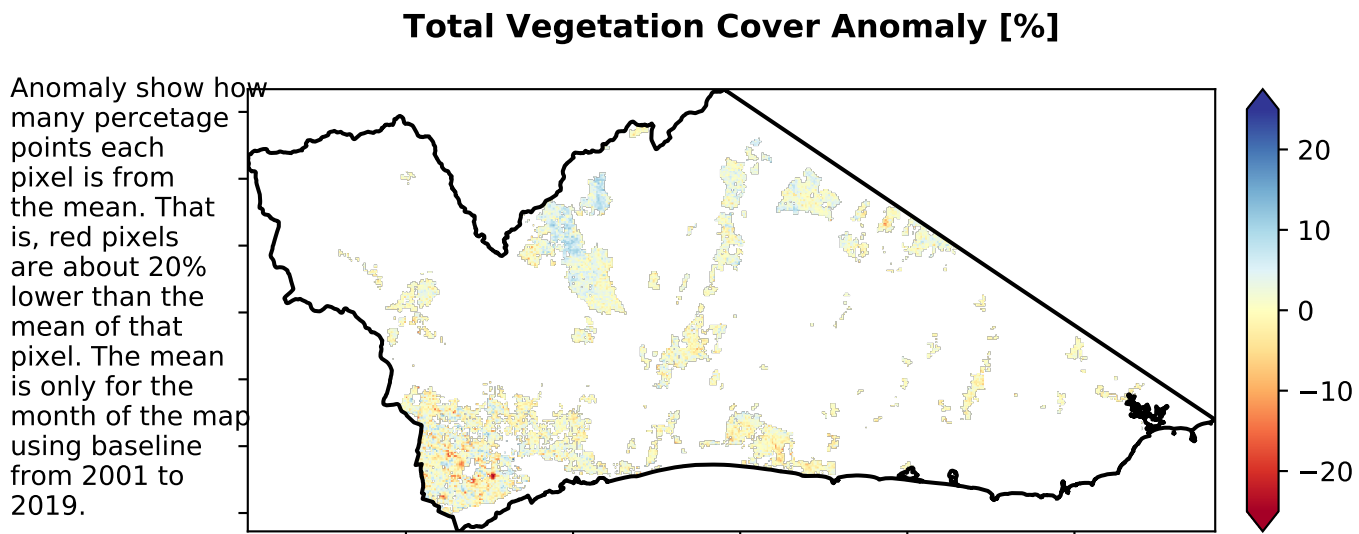 Total Vegetation Cover Anomaly [%]
Anomaly show how
many percetage
points each
pixel is from
the mean. That
is, red pixels
are about 20%
lower than the
mean of that
pixel. The mean
is only for the
month of the map
using baseline
from 2001 to
2019.
20
10
0
−10
−20